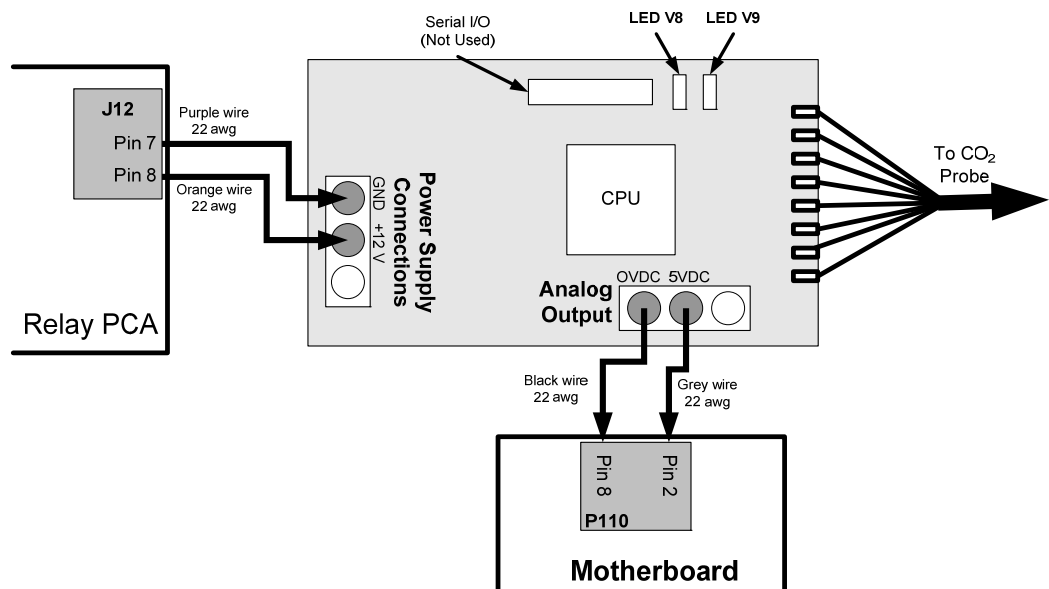 Serial I/O
(Not Used)
LED V8
LED V9
J12
Pin 7
Pin 8
Purple wire
22 awg
Orange wire
22 awg
Relay PCA
GND +12 V
Power Supply
Connections
CPU
To CO2
Probe
Analog
Output
OVDC 5VDC
Black wire
22 awg
Grey wire
22 awg
Pin 8
Pin 2
P110
Motherboard